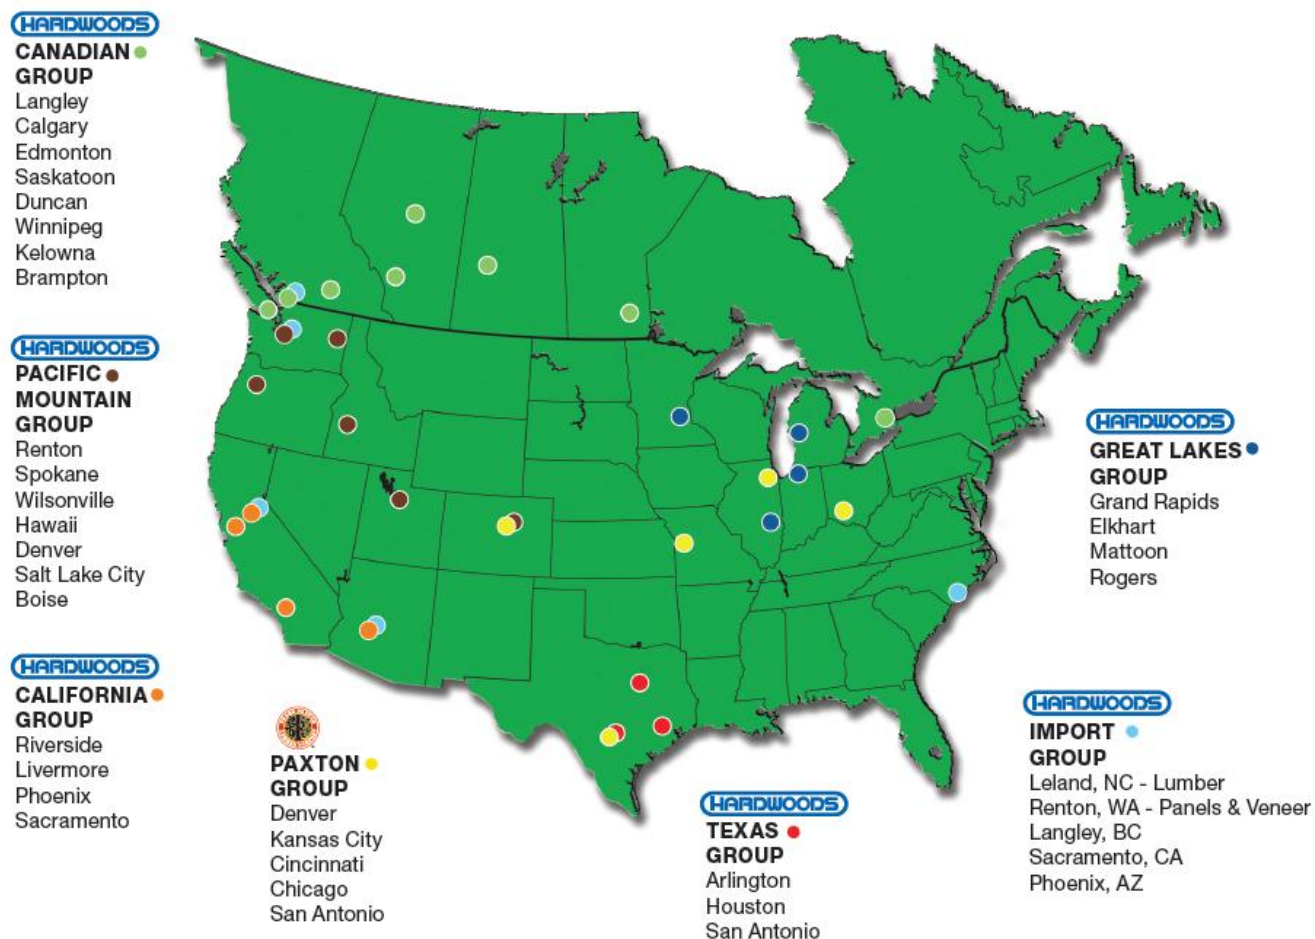 HARDWOODS
CANADIAN
GROUP
Langley
Calgary
Edmonton
Saskatoon
Duncan
Winnipeg
Kelowna
Brampton
HARDWOODS
PACIFIC
MOUNTAIN
GROUP
Renton
Spokane
Wilsonville
Hawaii
Denver
Salt Lake City
Boise
HARDWOODS
CALIFORNIA
GROUP
Riverside
Livermore
Phoenix
Sacramento
PAXTON
GROUP
Denver
Kansas City
Cincinnati
Chicago
San Antonio
HARDWOODS
TEXAS
GROUP
Arlington
Houston
San Antonio
HARDWOODS
GREAT LAKES
GROUP
Grand Rapids
Elkhart
Mattoon
Rogers
HARDWOODS
IMPORT
GROUP
Leland, NC - Lumber
Renton, WA - Panels & Veneer
Langley, BC
Sacramento, CA
Phoenix, AZ